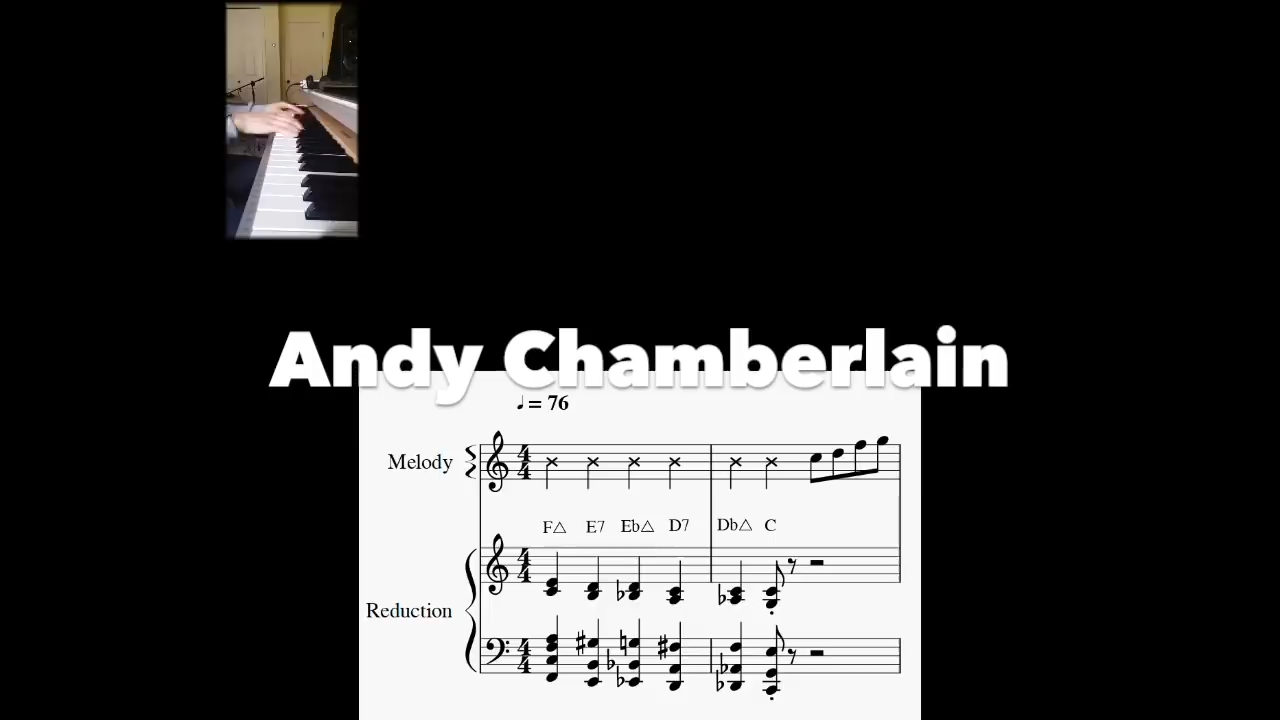 Andy Chamberlain
♩ = 76
Melody
F△ E7 Eb△ D7 Db△ C
Reduction